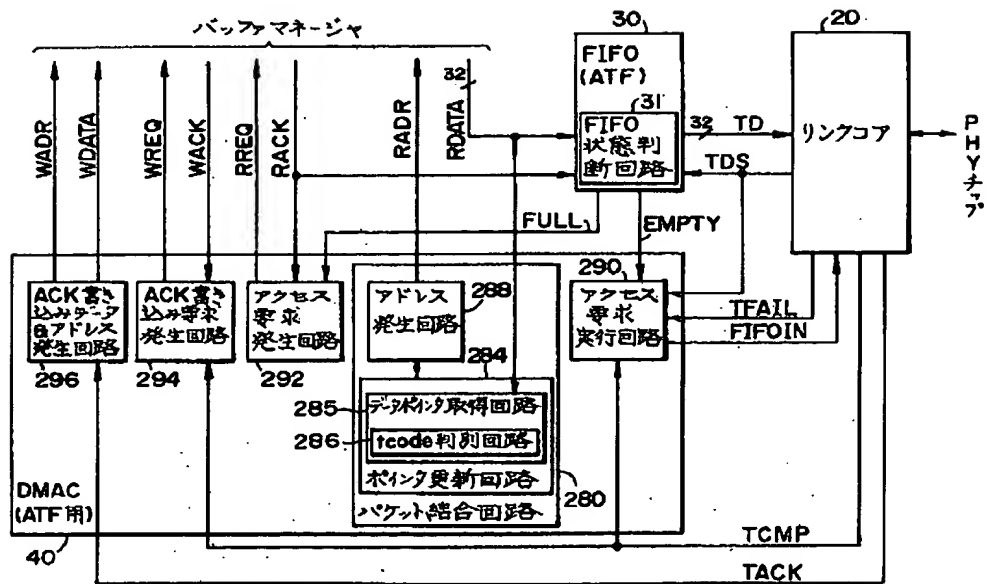 バッファマネージャ
WADR
WDATA
WREQ
WACK
RREQ
RACK
RADR
32
RDATA
30
FIFO
(ATF)
31
FIFO
状態判
断回路
32
TD
TDS
20
リンクコア
PHYチップ
FULL
EMPTY
ACK書き
込みデータ
&アドレス
発生回路
296
ACK書き
込み要求
発生回路
294
アクセス
要求
発生回路
292
アドレス
発生回路
288
284
285
データポインタ取得回路
286
tcode判別回路
ポインタ更新回路
280
パケット結合回路
290
アクセス
要求
実行回路
TFAIL
FIFOIN
DMAC
(ATF用)
40
TCMP
TACK